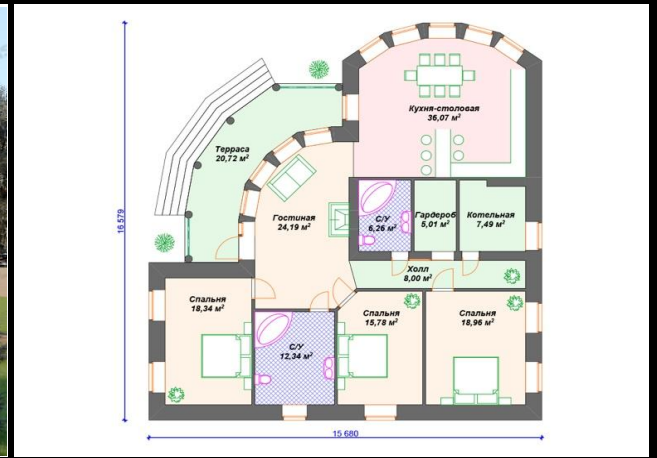 Кухня-столовая
36,07 м²
Терраса
20,72 м²
16 579
Гостиная
24,19 м²
С/У
6,26 м²
Гардероб
5,01 м²
Котельная
7,49 м²
Холл
8,00 м²
Спальня
18,34 м²
Спальня
15,78 м²
Спальня
18,96 м²
С/У
12,34 м²
15 680